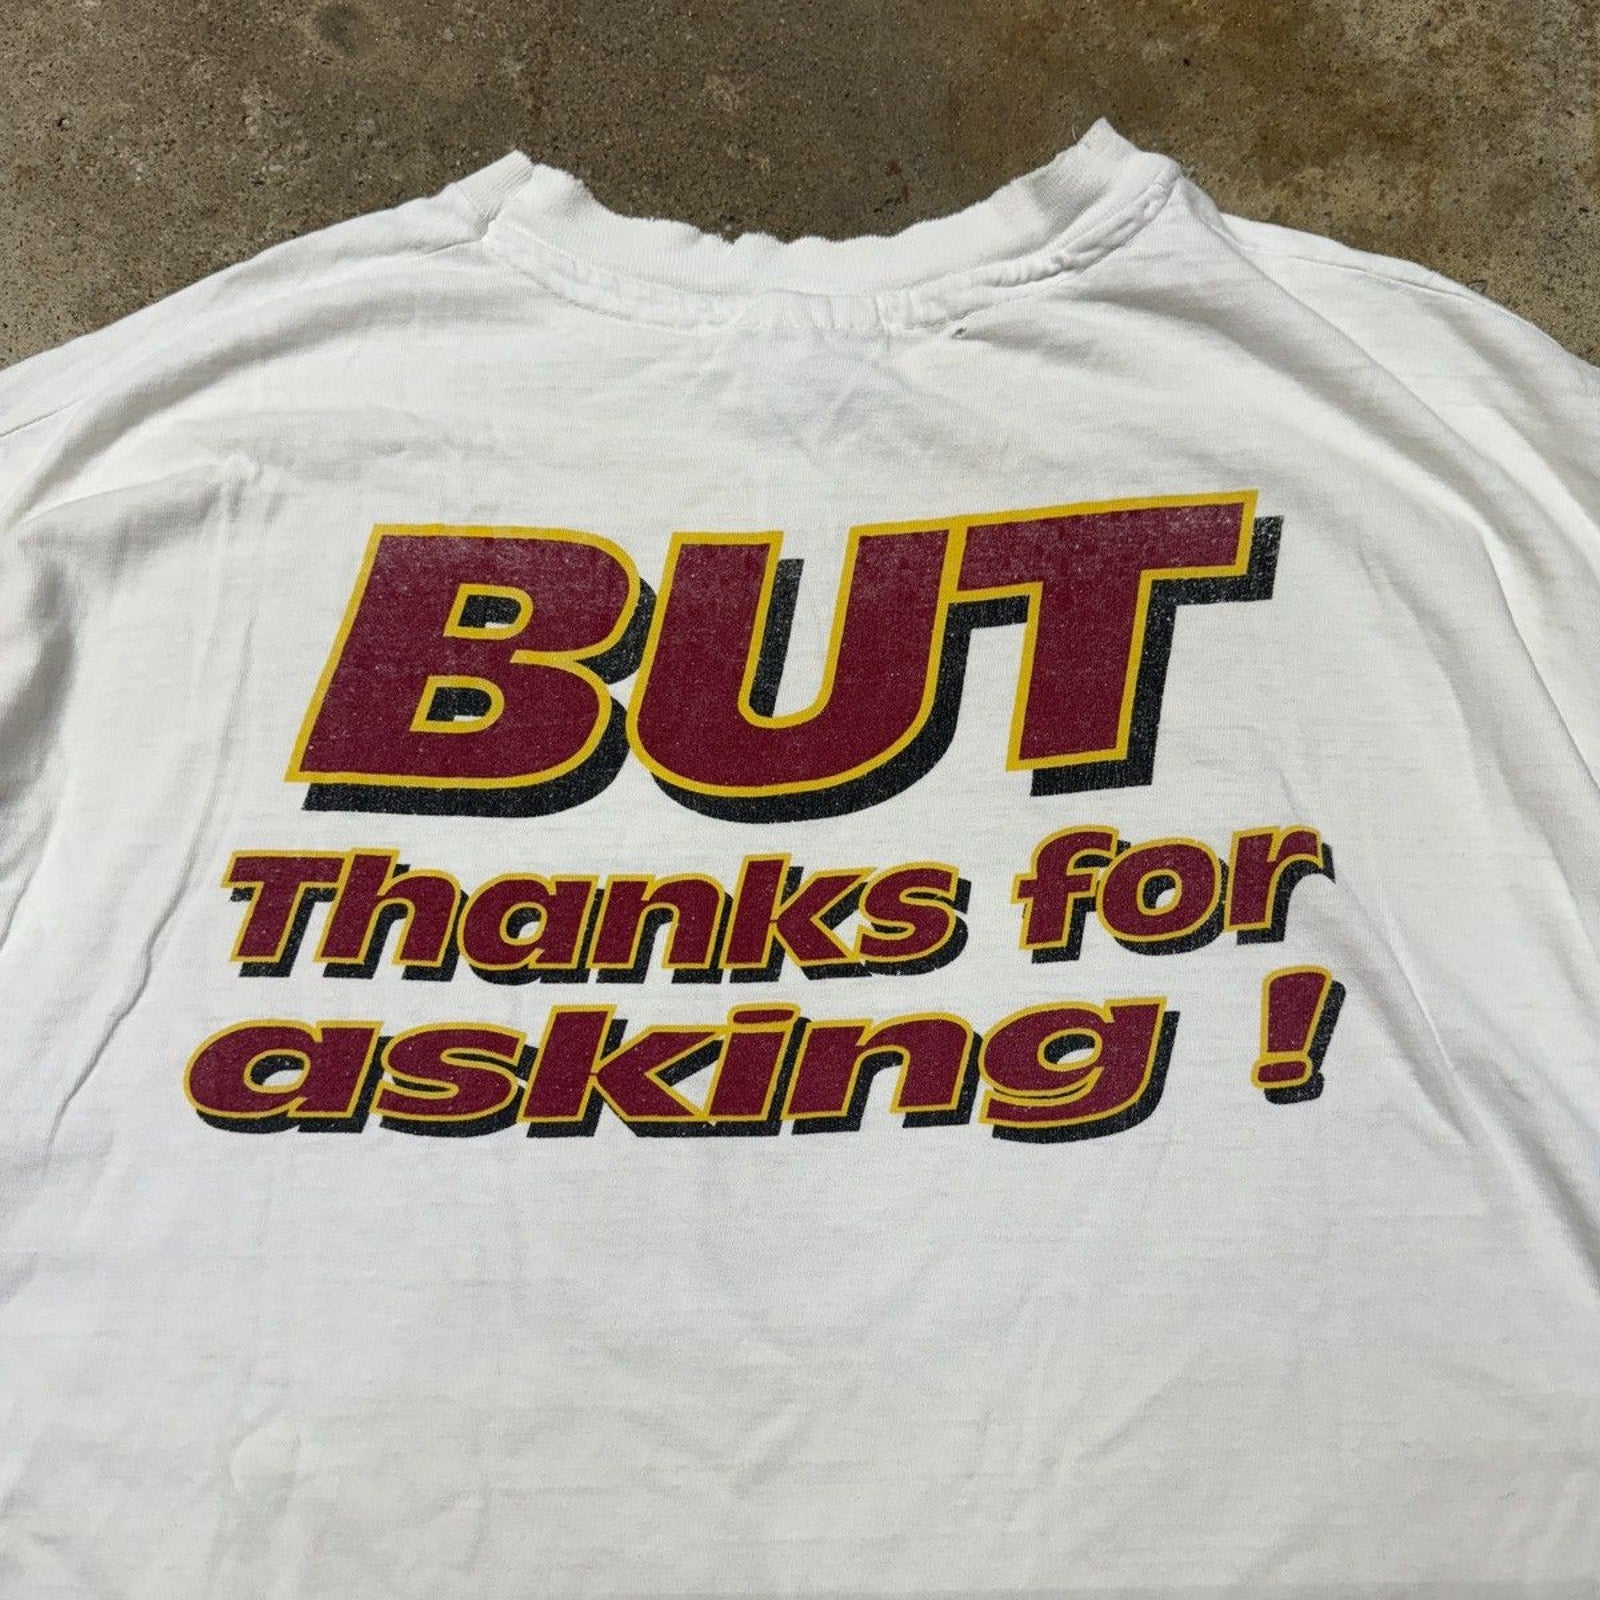 BUT
Thanks for
asking !